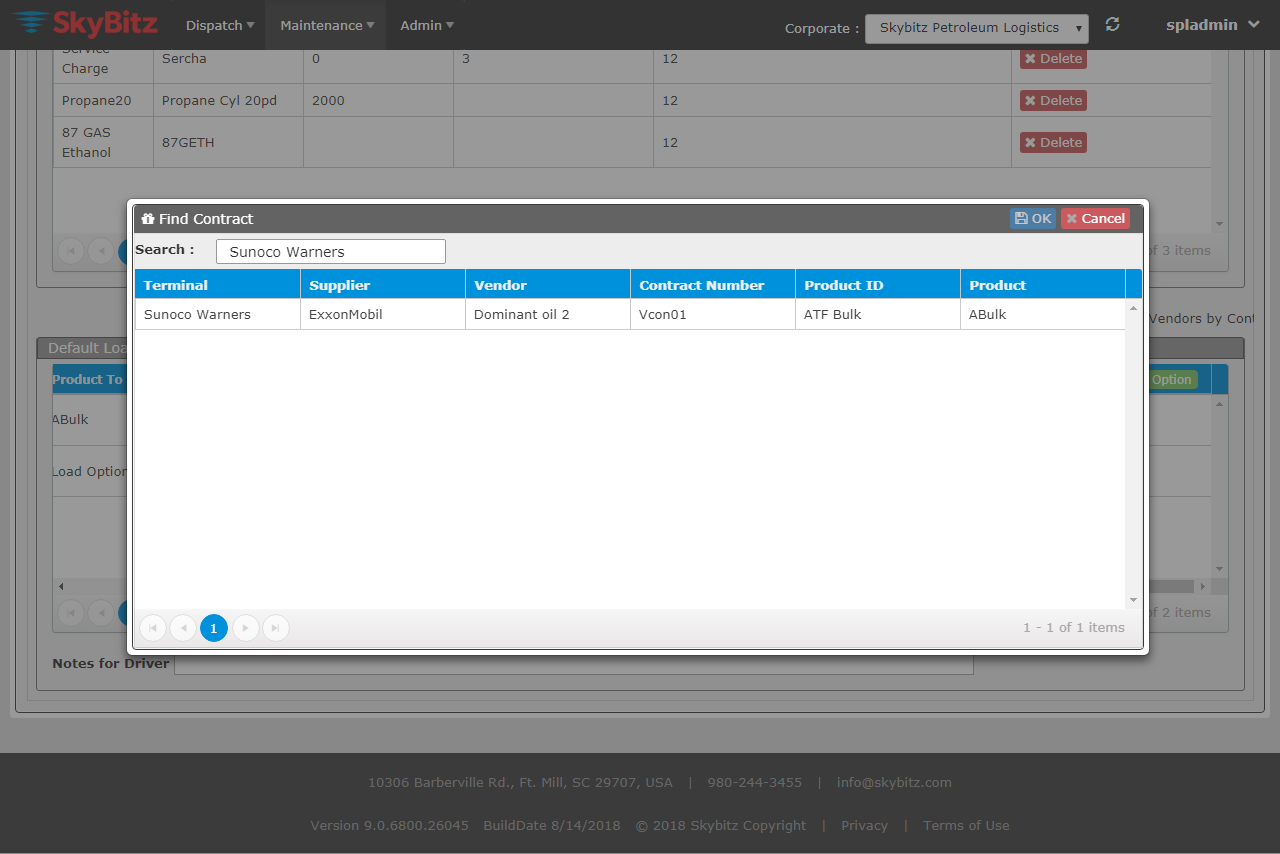 SkyBitz Dispatch Maintenance Admin Corporate : Skybitz Petroleum Logistics spladmin
Service Charge Sercha 0 3 12 Delete
Propane20 Propane Cyl 20pd 2000 12 Delete
87 GAS Ethanol 87GETH 12 Delete
of 3 items
Find Contract OK Cancel
Search : Sunoco Warners
Terminal Supplier Vendor Contract Number Product ID Product
Sunoco Warners ExxonMobil Dominant oil 2 Vcon01 ATF Bulk ABulk
1
1 - 1 of 1 items
Vendors by Cont
Default Loa
Product To Option
ABulk
Load Option
of 2 items
Notes for Driver
10306 Barberville Rd., Ft. Mill, SC 29707, USA | 980-244-3455 | info@skybitz.com
Version 9.0.6800.26045 BuildDate 8/14/2018 © 2018 Skybitz Copyright | Privacy | Terms of Use